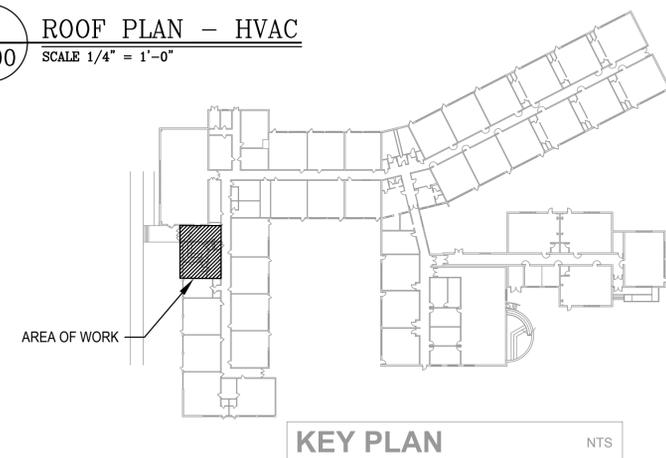 ROOF PLAN - HVAC
SCALE 1/4" = 1'-0"
AREA OF WORK
KEY PLAN
NTS